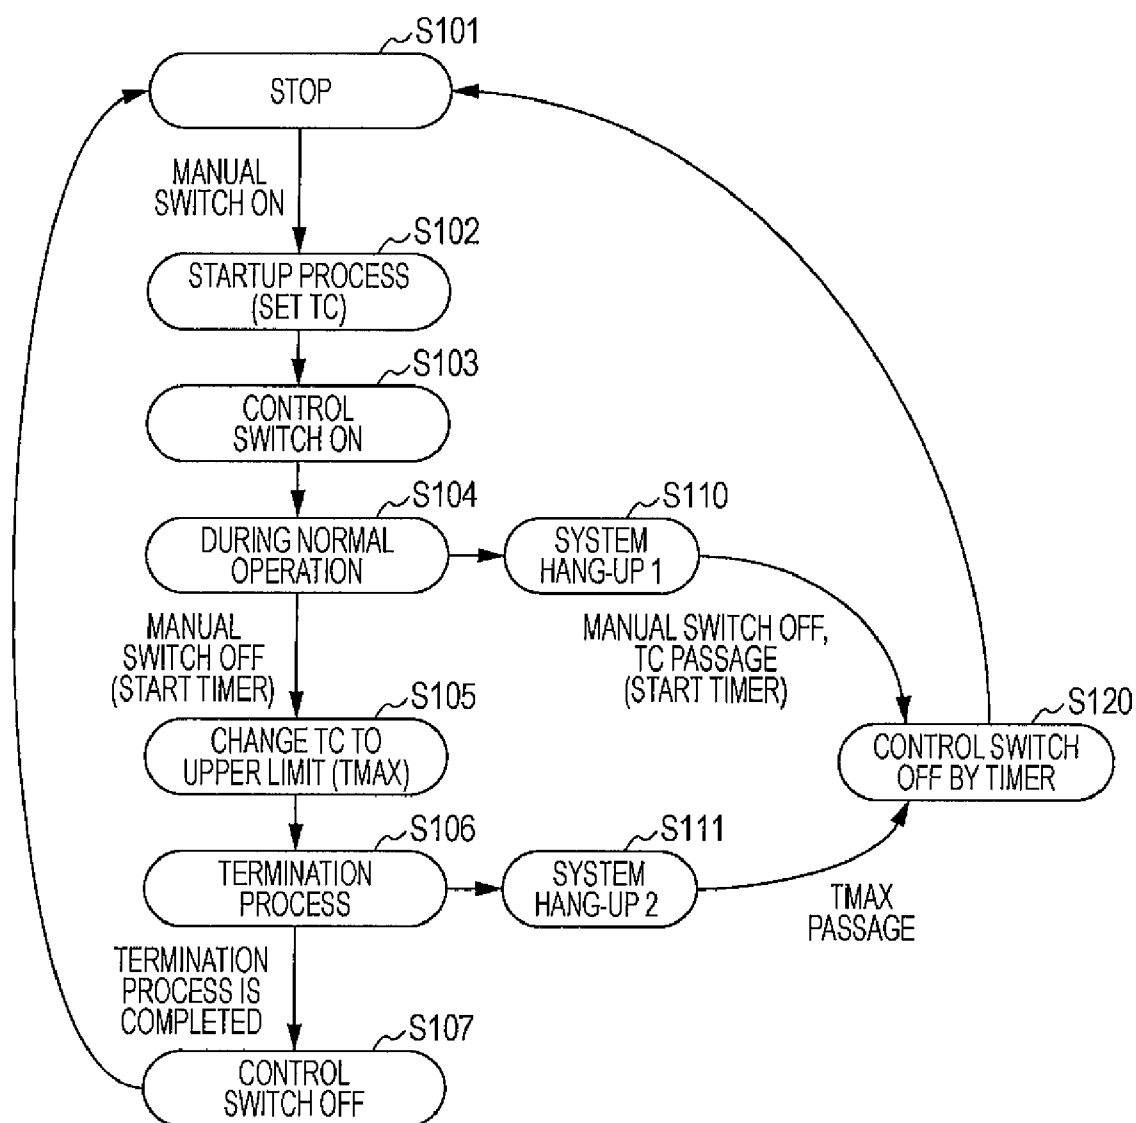 S101
STOP
MANUAL
SWITCH ON
S102
STARTUP PROCESS
(SET TC)
S103
CONTROL
SWITCH ON
S104
DURING NORMAL
OPERATION
S110
SYSTEM
HANG-UP 1
MANUAL
SWITCH OFF
(START TIMER)
MANUAL SWITCH OFF,
TC PASSAGE
(START TIMER)
S105
CHANGE TC TO
UPPER LIMIT (TMAX)
S120
CONTROL SWITCH
OFF BY TIMER
S106
TERMINATION
PROCESS
S111
SYSTEM
HANG-UP 2
TMAX
PASSAGE
TERMINATION
PROCESS IS
COMPLETED
S107
CONTROL
SWITCH OFF